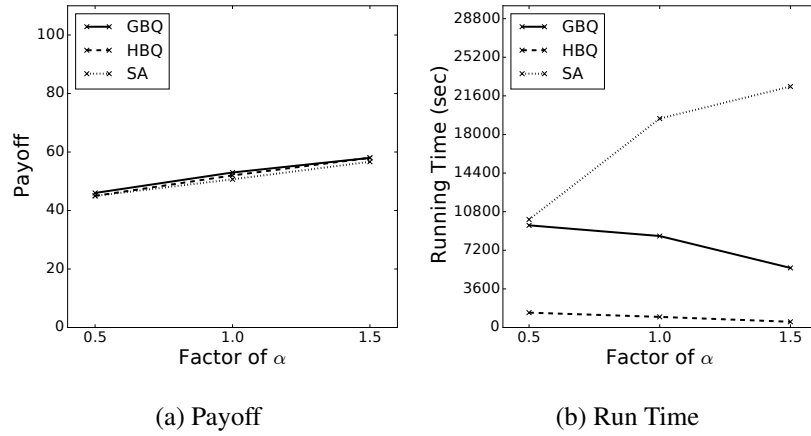 GBQ
HBQ
SA
100
80
60
40
20
0
0.5 1.0 1.5
Payoff
Factor of α
(a) Payoff
GBQ
HBQ
SA
28800
25200
21600
18000
14400
10800
7200
3600
0
0.5 1.0 1.5
Running Time (sec)
Factor of α
(b) Run Time